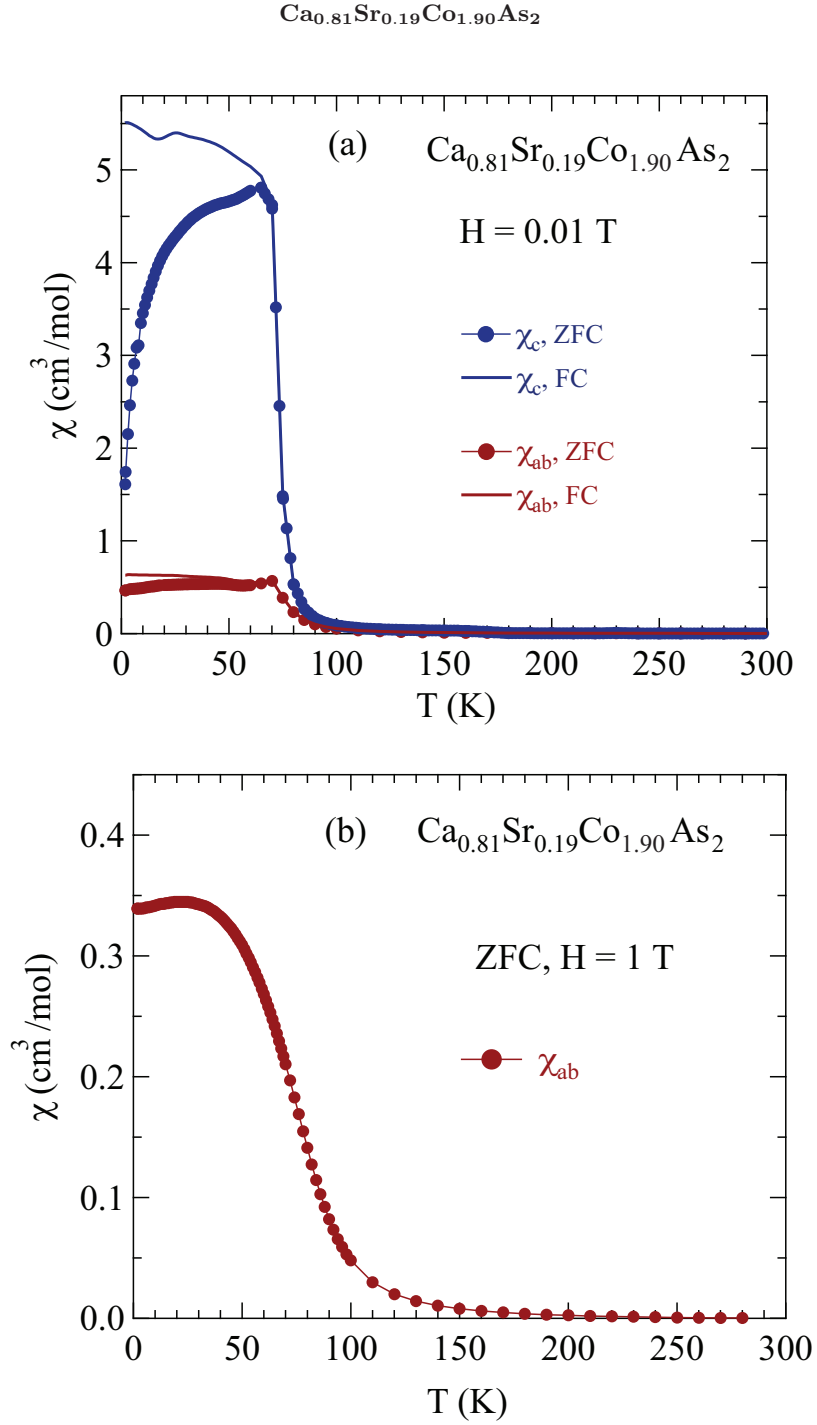 Ca₀.₈₁Sr₀.₁₉Co₁.₉₀As₂
(a) Ca₀.₈₁Sr₀.₁₉Co₁.₉₀As₂
H = 0.01 T
χc, ZFC
χc, FC
χab, ZFC
χab, FC
χ (cm³/mol)
5
4
3
2
1
0
0 50 100 150 200 250 300
T (K)
(b) Ca₀.₈₁Sr₀.₁₉Co₁.₉₀As₂
ZFC, H = 1 T
χab
χ (cm³/mol)
0.4
0.3
0.2
0.1
0.0
0 50 100 150 200 250 300
T (K)